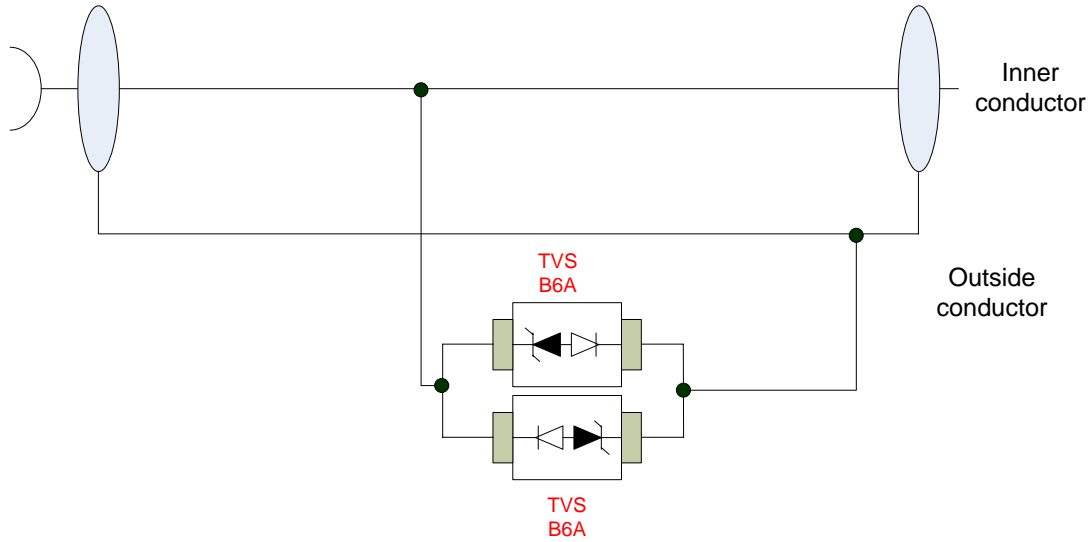 Inner
conductor
Outside
conductor
TVS
B6A
TVS
B6A